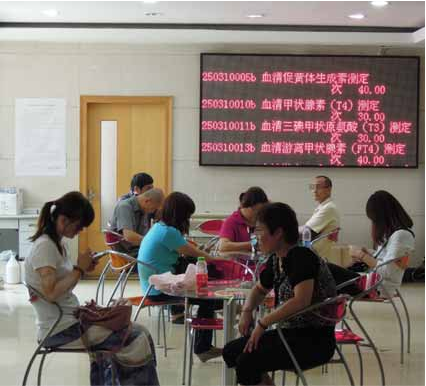 250310005b 血清促黄体生成素测定
次 40.00
250310010b 血清甲状腺素（T4）测定
次 30.00
250310011b 血清三碘甲状原氨酸（T3）测定
次 30.00
250310013b 血清游离甲状腺素（FT4）测定
次 40.00